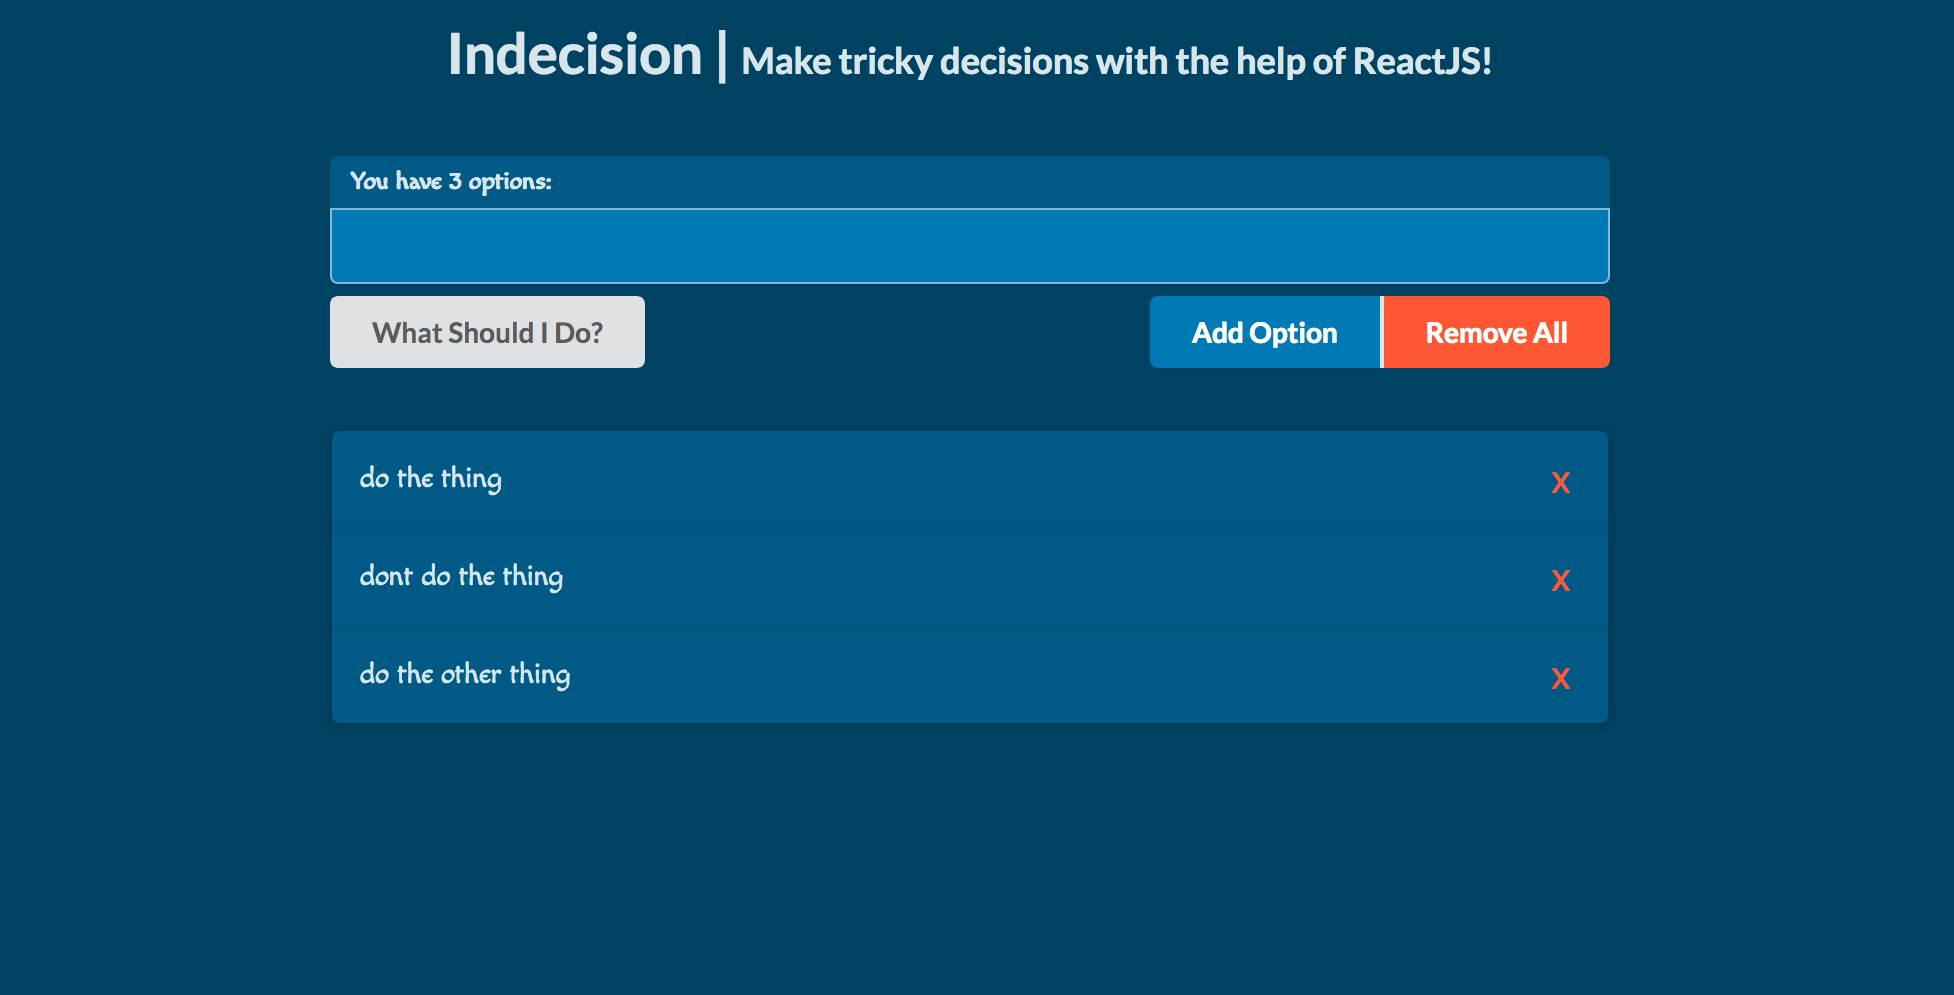 Indecision | Make tricky decisions with the help of ReactJS!
You have 3 options:
What Should I Do? Add Option Remove All
do the thing X
dont do the thing X
do the other thing X